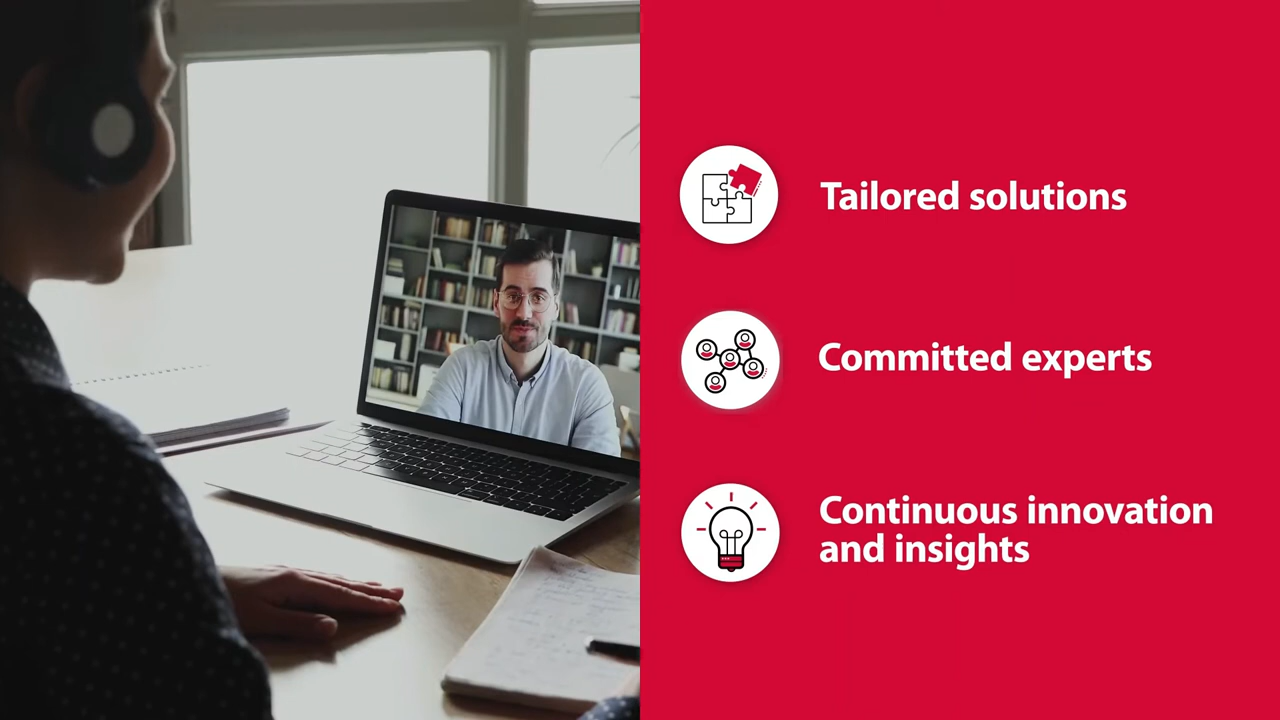 Tailored solutions
Committed experts
Continuous innovation
and insights